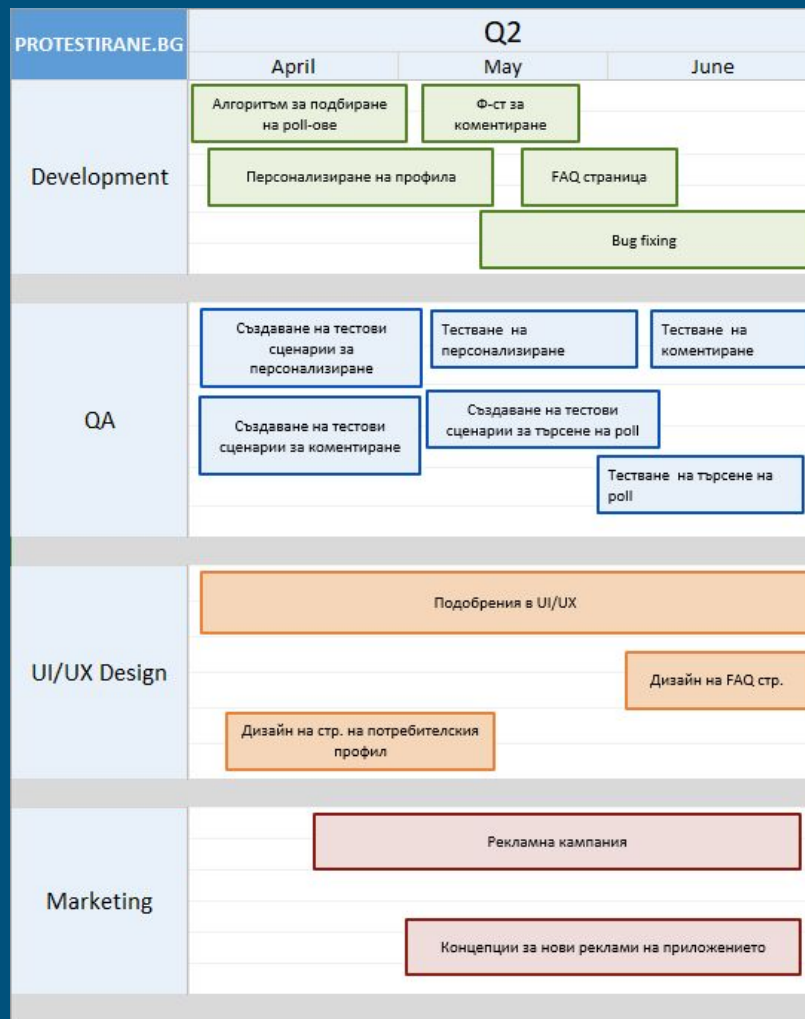 PROTESTIRANE.BG
Q2
April
May
June
Development
Алгоритъм за подбиране
на poll-ове
Ф-ст за
коментиране
Персонализиране на профила
FAQ страница
Bug fixing
QA
Създаване на тестови
сценарии за
персонализиране
Тестване на
персонализиране
Тестване на
коментиране
Създаване на тестови
сценарии за коментиране
Създаване на тестови
сценарии за търсене на poll
Тестване на търсене на
poll
UI/UX Design
Подобрения в UI/UX
Дизайн на FAQ стр.
Дизайн на стр. на потребителския
профил
Marketing
Рекламна кампания
Концепции за нови реклами на приложението